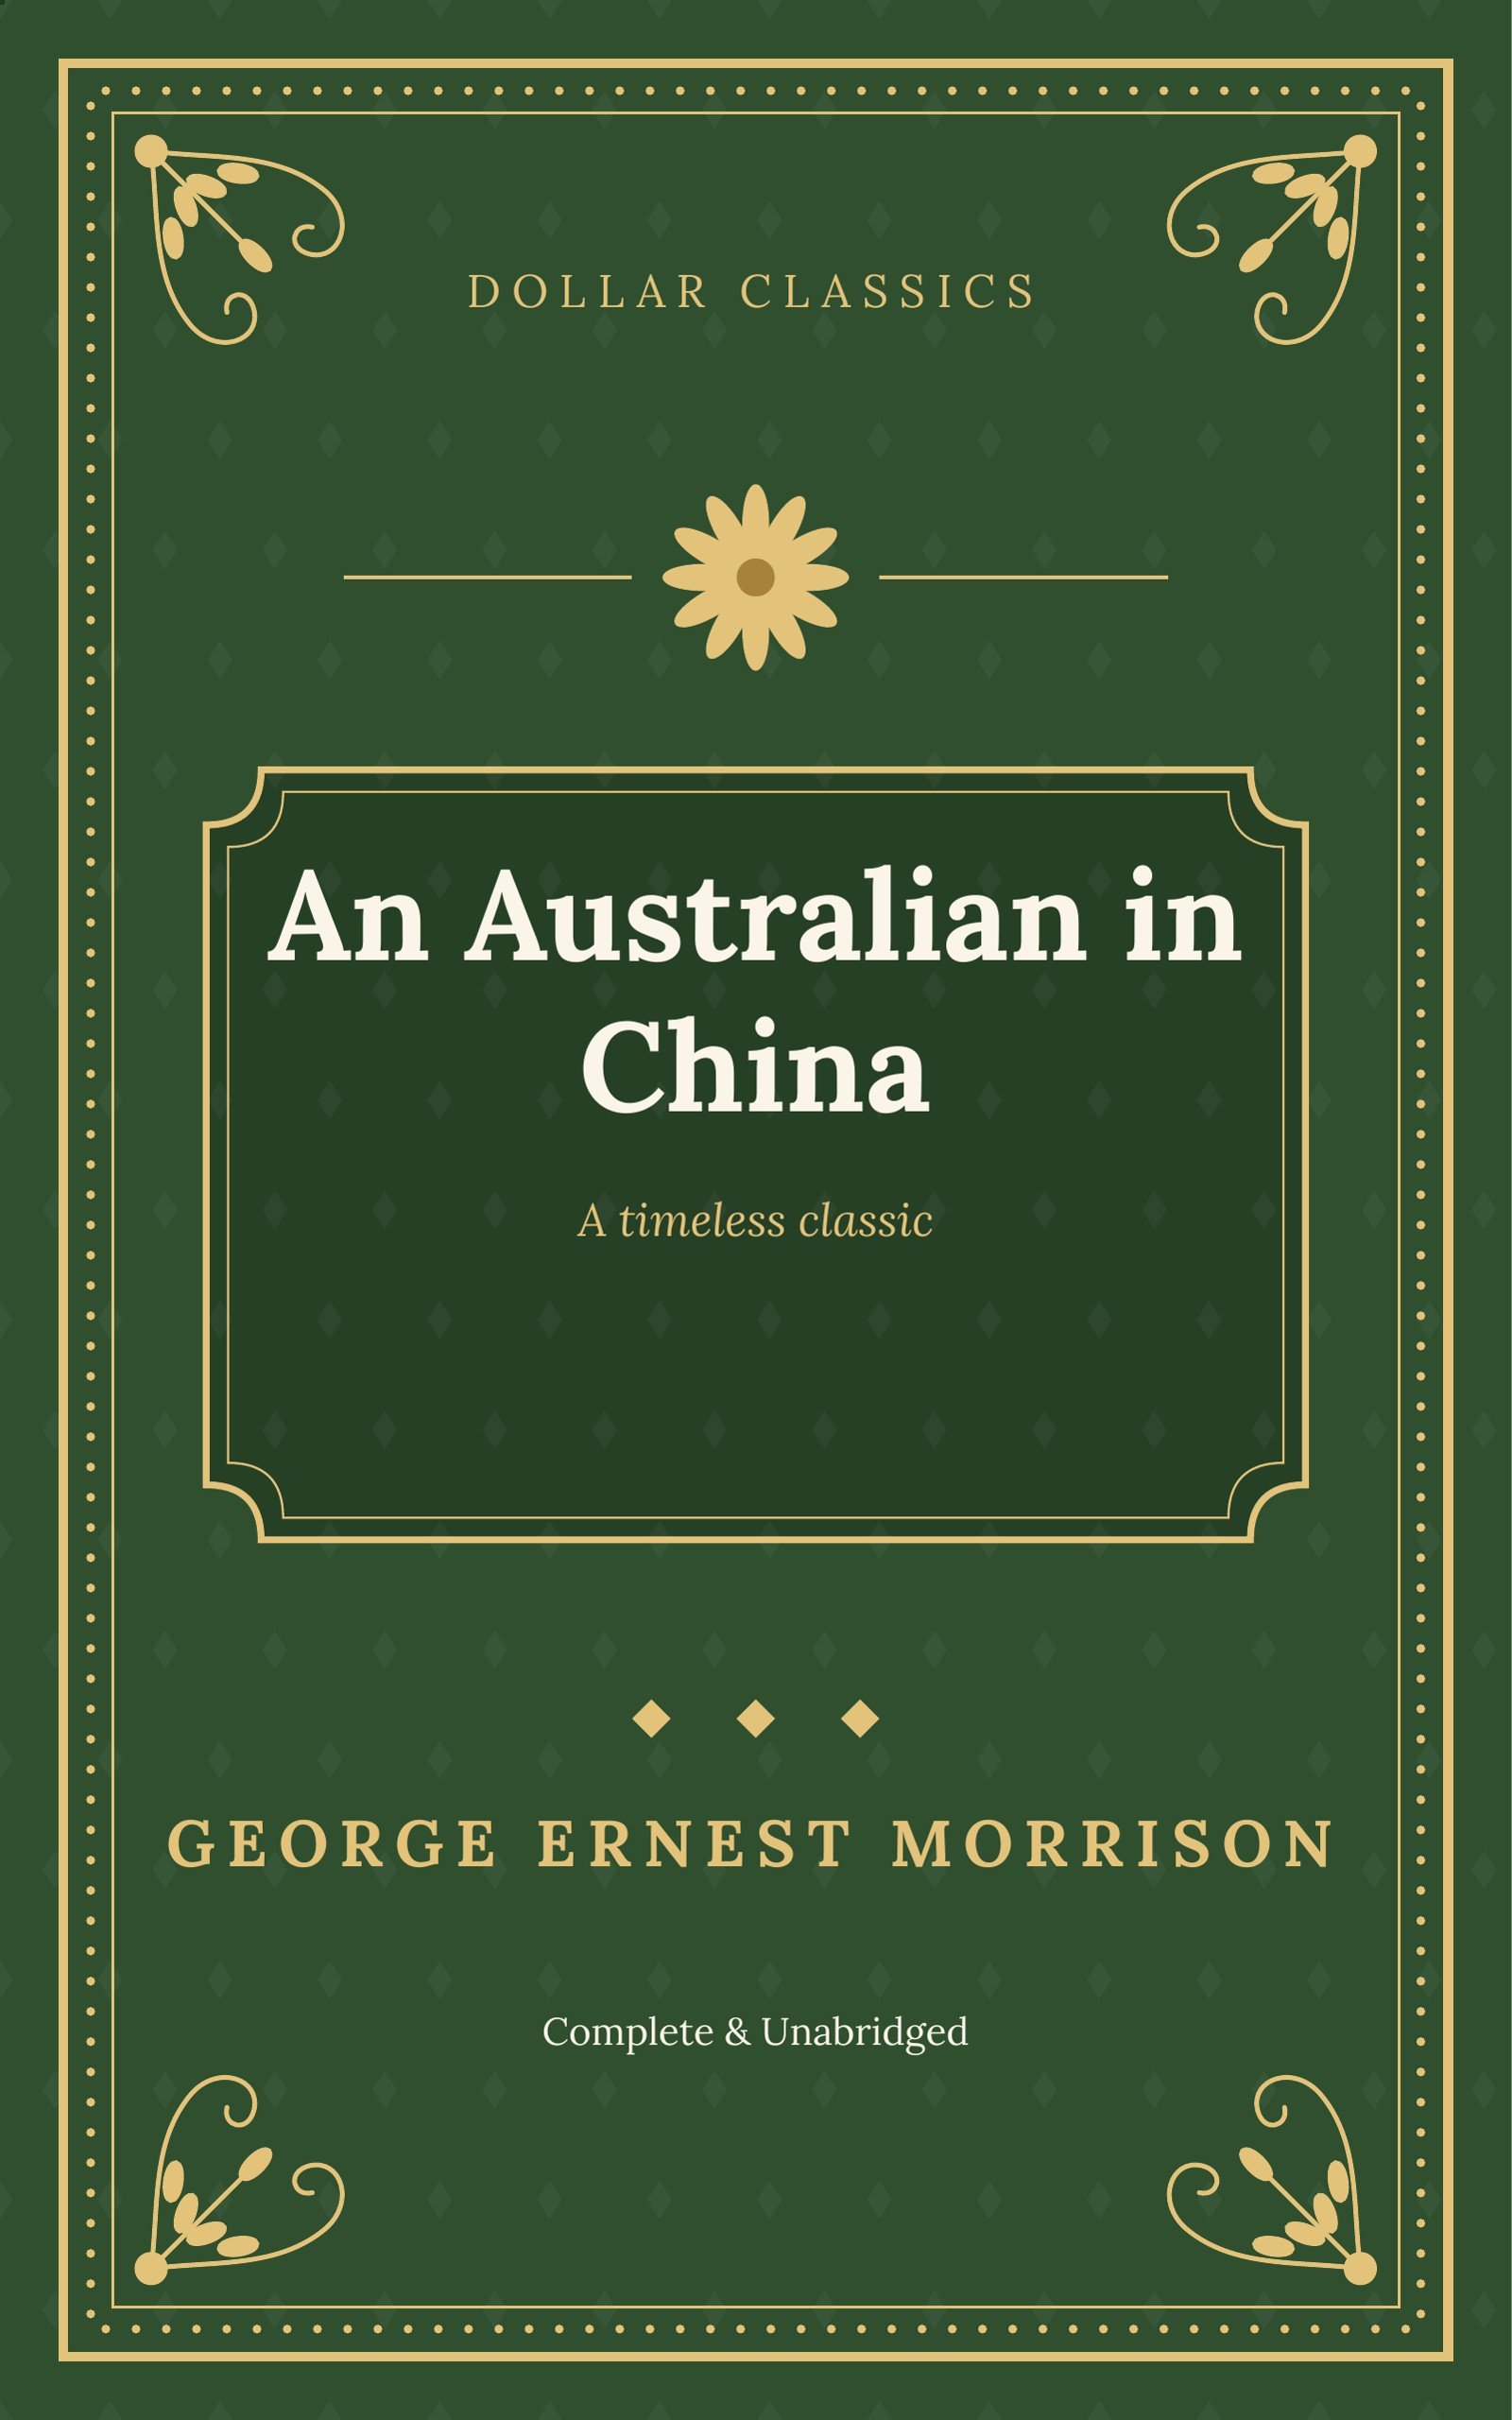 DOLLAR CLASSICS
An Australian in
China
A timeless classic
GEORGE ERNEST MORRISON
Complete & Unabridged